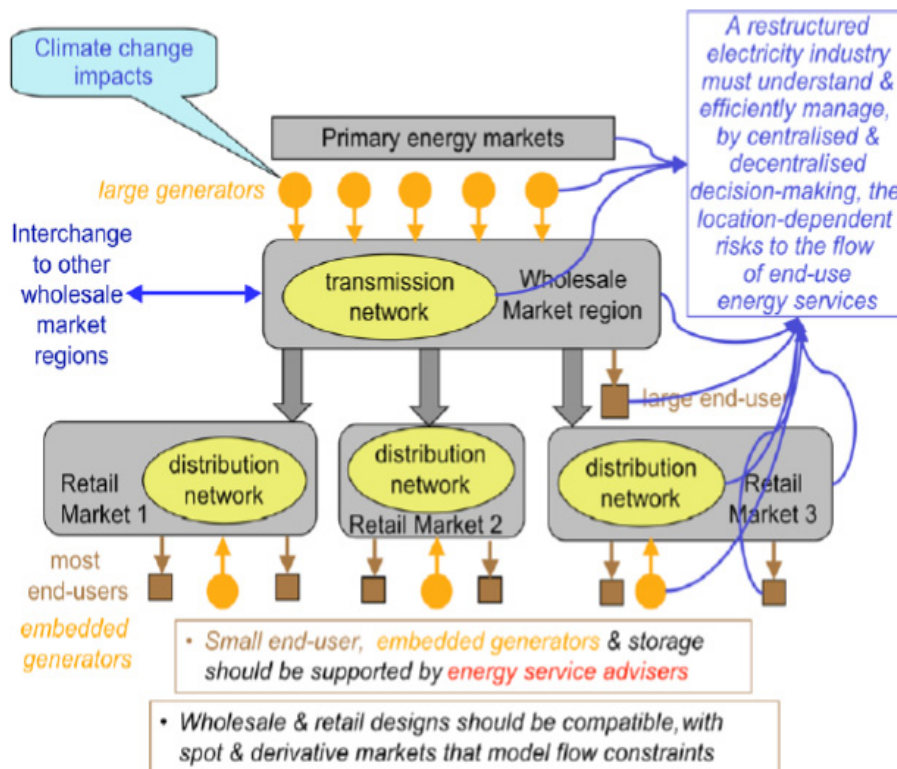 Climate change
impacts
A restructured
electricity industry
must understand &
efficiently manage,
by centralised &
decentralised
decision-making, the
location-dependent
risks to the flow
of end-use
energy services
Primary energy markets
large generators
Interchange
to other
wholesale
market
regions
transmission
network
Wholesale
Market region
large end-user
Retail
Market 1
distribution
network
distribution
network
Retail Market 2
distribution
network
Retail
Market 3
most
end-users
embedded
generators
• Small end-user, embedded generators & storage
should be supported by energy service advisers
• Wholesale & retail designs should be compatible, with
spot & derivative markets that model flow constraints